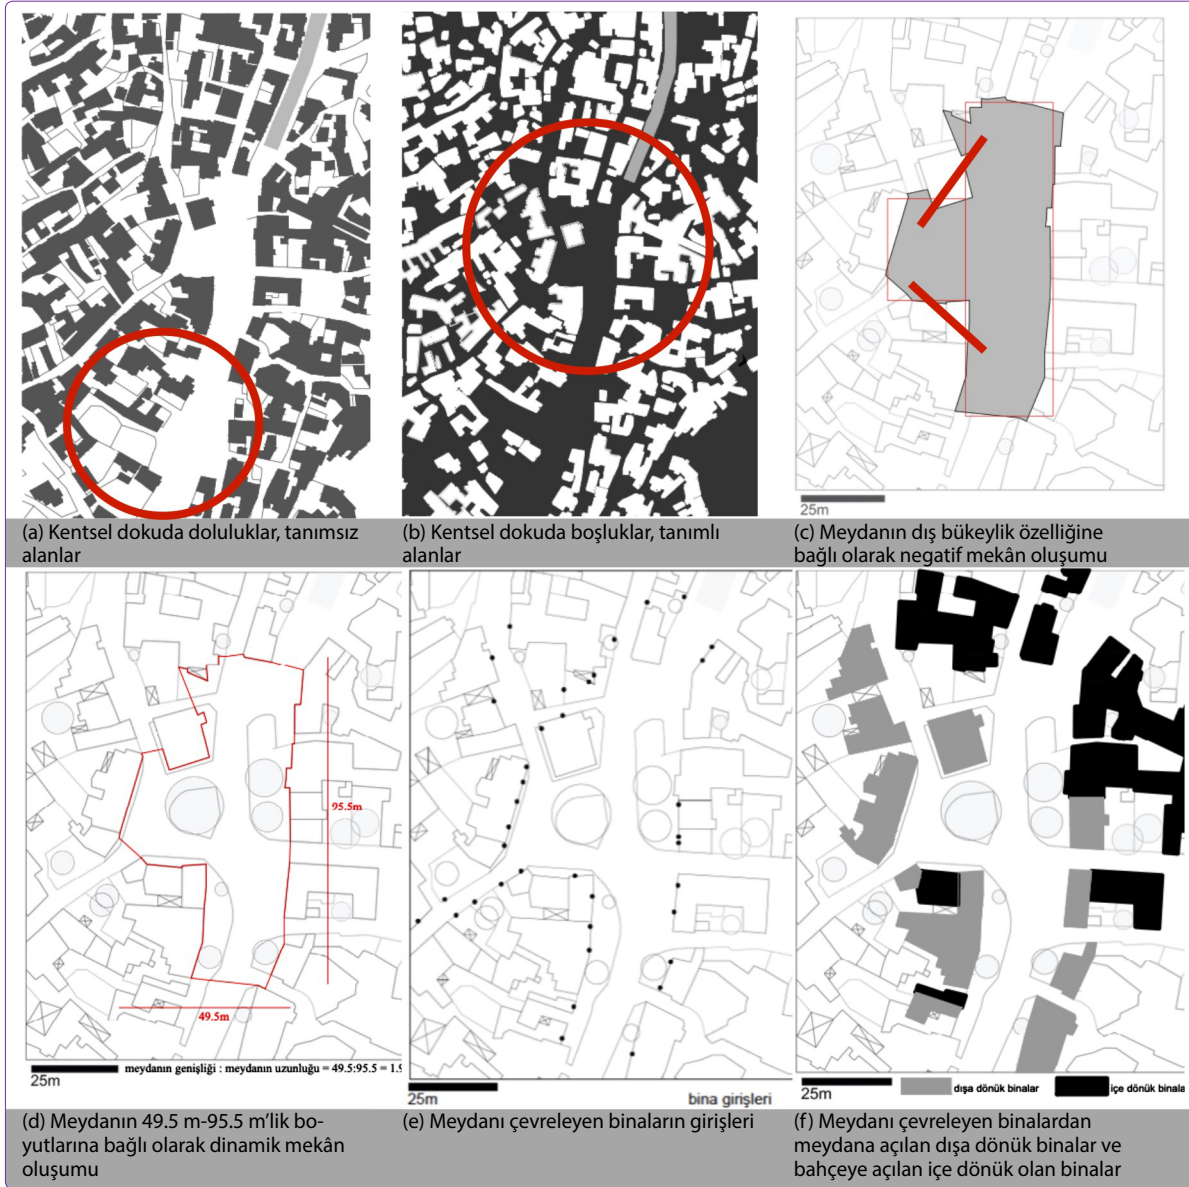 25m
(a) Kentsel dokuda doluluklar, tanımsız
alanlar
(b) Kentsel dokuda boşluklar, tanımlı
alanlar
(c) Meydanın dış bükeylik özelliğine
bağlı olarak negatif mekân oluşumu
95.5m
49.5m
meydanın genişliği : meydanın uzunluğu = 49.5:95.5 = 1.9
25m
25m
bina girişleri
25m
dışa dönük binalar
içe dönük binala
(d) Meydanın 49.5 m-95.5 m’lik bo-
yutlarına bağlı olarak dinamik mekân
oluşumu
(e) Meydanı çevreleyen binaların girişleri
(f) Meydanı çevreleyen binalardan
meydana açılan dışa dönük binalar ve
bahçeye açılan içe dönük olan binalar